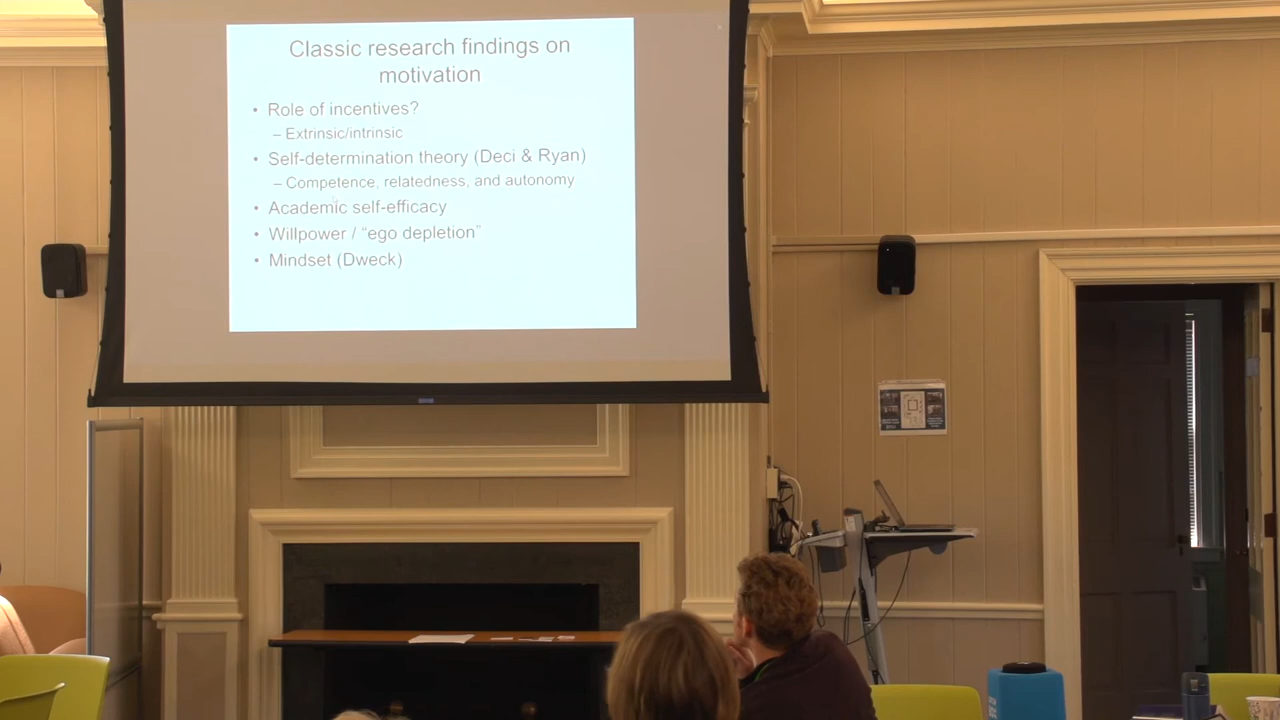 Classic research findings on
motivation
• Role of incentives?
– Extrinsic/intrinsic
• Self-determination theory (Deci & Ryan)
– Competence, relatedness, and autonomy
• Academic self-efficacy
• Willpower / “ego depletion”
• Mindset (Dweck)